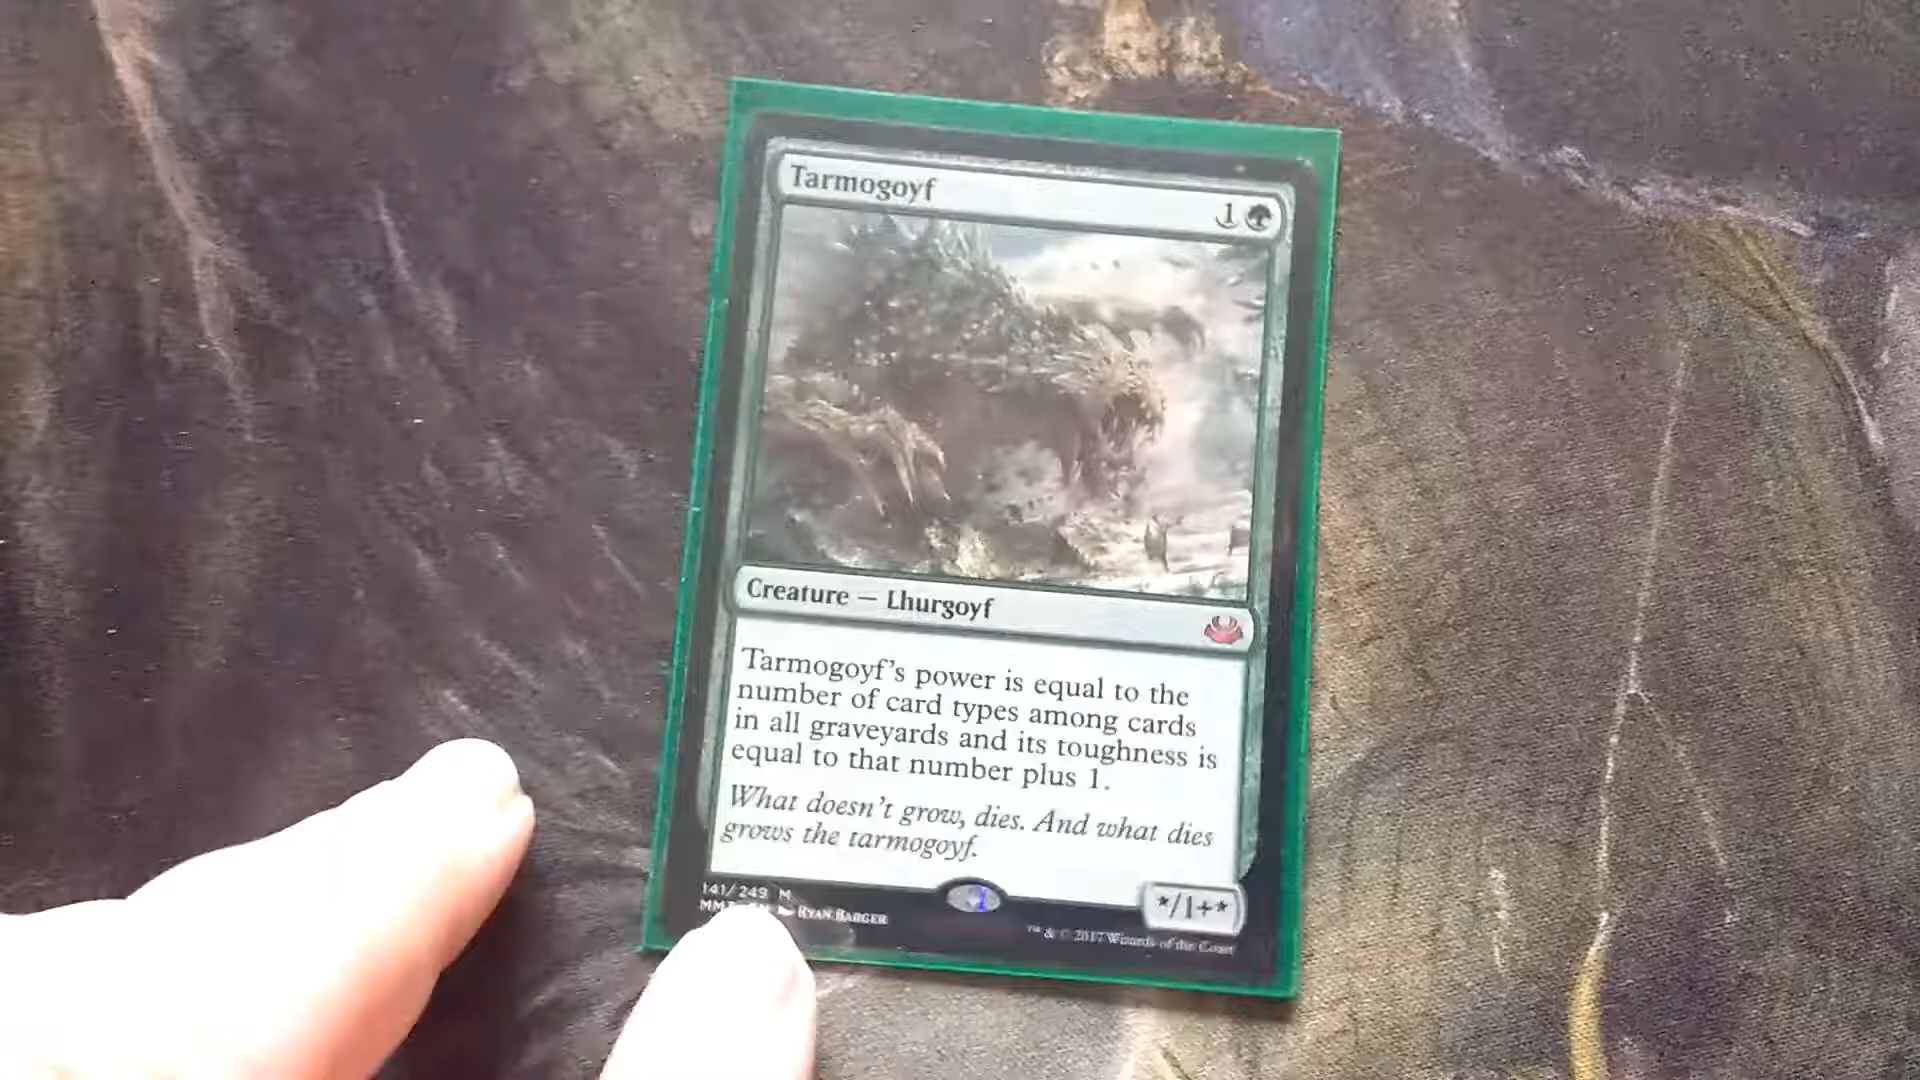 Tarmogoyf
1
Creature — Lhurgoyf
Tarmogoyf's power is equal to the
number of card types among cards
in all graveyards and its toughness is
equal to that number plus 1.
What doesn't grow, dies. And what dies
grows the tarmogoyf.
141/249 M
RYAN BARGER
*/1+*
™ & © 2017 Wizards of the Coast